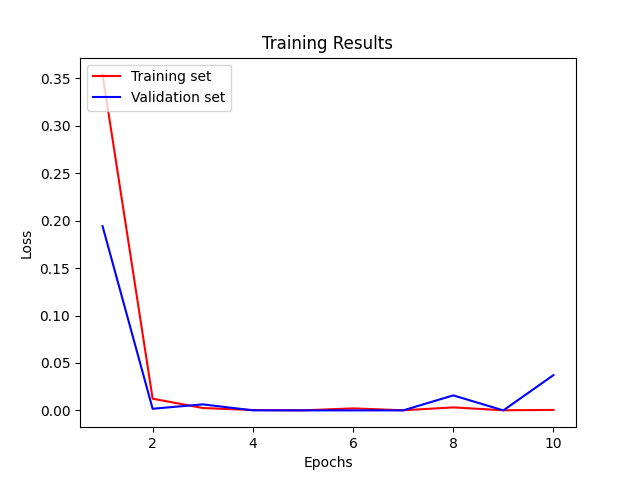 Training Results
Training set
Validation set
0.35
0.30
0.25
0.20
0.15
0.10
0.05
0.00
Loss
2
4
6
8
10
Epochs